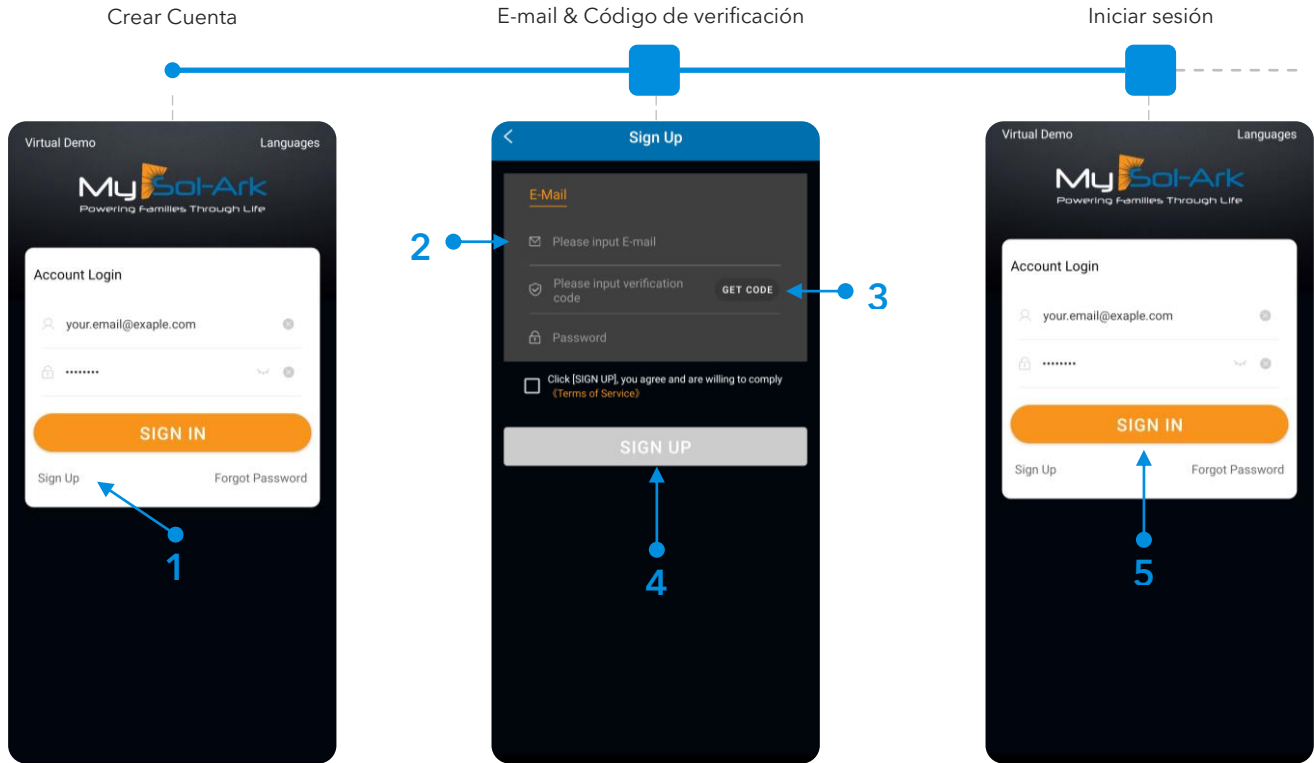 Crear Cuenta
E-mail & Código de verificación
Iniciar sesión
Virtual Demo
Languages
My Sol-Ark
Powering Families Through Life
Account Login
your.email@exaple.com
••••••••
SIGN IN
Sign Up
Forgot Password
1
Sign Up
E-Mail
2
Please input E-mail
Please input verification
code
GET CODE
3
Password
Click [SIGN UP], you agree and are willing to comply
《Terms of Service》
SIGN UP
4
Virtual Demo
Languages
My Sol-Ark
Powering Families Through Life
Account Login
your.email@exaple.com
••••••••
SIGN IN
Sign Up
Forgot Password
5